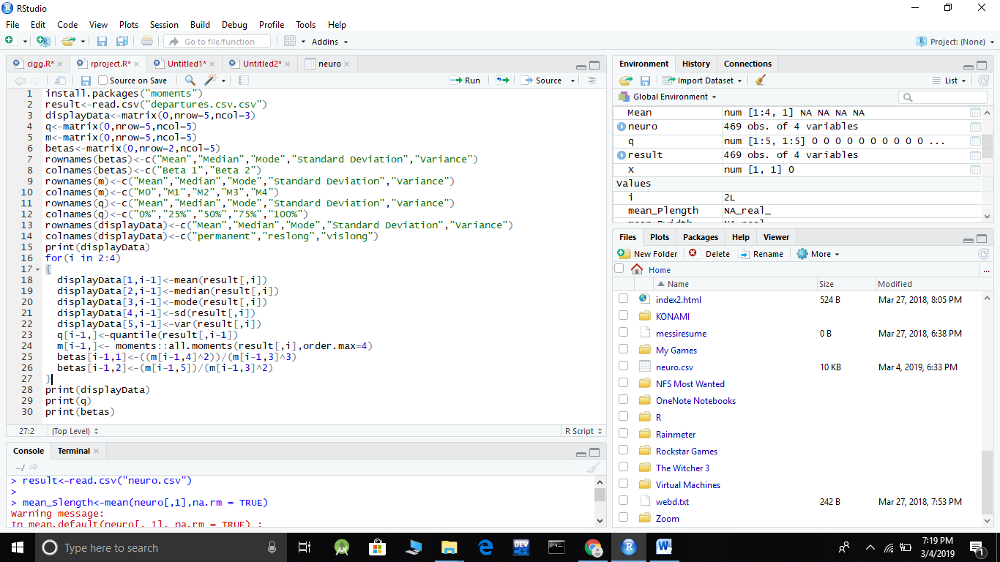 RStudio
File Edit Code View Plots Session Build Debug Profile Tools Help
Go to file/function Addins Project: (None)
cigg.R* rproject.R* Untitled1* Untitled2* neuro
Source on Save Run Source
1 install.packages("moments")
2 result<-read.csv("departures.csv.csv")
3 displayData<-matrix(0,nrow=5,ncol=3)
4 q<-matrix(0,nrow=5,ncol=5)
5 m<-matrix(0,nrow=5,ncol=5)
6 betas<-matrix(0,nrow=2,ncol=5)
7 rownames(betas)<-c("Mean","Median","Mode","Standard Deviation","Variance")
8 colnames(betas)<-c("Beta 1","Beta 2")
9 rownames(m)<-c("Mean","Median","Mode","Standard Deviation","Variance")
10 colnames(m)<-c("M0","M1","M2","M3","M4")
11 rownames(q)<-c("Mean","Median","Mode","Standard Deviation","Variance")
12 colnames(q)<-c("0%","25%","50%","75%","100%")
13 rownames(displayData)<-c("Mean","Median","Mode","Standard Deviation","Variance")
14 colnames(displayData)<-c("permanent","reslong","vislong")
15 print(displayData)
16 for(i in 2:4)
17 {
18 displayData[1,i-1]<-mean(result[,i])
19 displayData[2,i-1]<-median(result[,i])
20 displayData[3,i-1]<-mode(result[,i])
21 displayData[4,i-1]<-sd(result[,i])
22 displayData[5,i-1]<-var(result[,i])
23 q[i-1,]<-quantile(result[,i-1])
24 m[i-1,]<- moments::all.moments(result[,i],order.max=4)
25 betas[i-1,1]<-((m[i-1,4]^2))/(m[i-1,3]^3)
26 betas[i-1,2]<-(m[i-1,5])/(m[i-1,3]^2)
27 }
28 print(displayData)
29 print(q)
30 print(betas)
27:2 (Top Level) R Script
Console Terminal
~/
> result<-read.csv("neuro.csv")
>
> mean_Slength<-mean(neuro[,1],na.rm = TRUE)
Warning message:
In mean.default(neuro[, 1], na.rm = TRUE) :
Environment History Connections
Import Dataset List
Global Environment
Mean num [1:4, 1] NA NA NA NA
neuro 469 obs. of 4 variables
q num [1:5, 1:5] 0 0 0 0 0 0 0 0 0 0 ...
result 469 obs. of 4 variables
X num [1, 1] 0
Values
i 2L
mean_Plength NA_real_
mean_Pwidth NA_real_
Files Plots Packages Help Viewer
New Folder Delete Rename More
Home ...
Name Size Modified
index2.html 524 B Mar 27, 2018, 8:05 PM
KONAMI
messiresume 0 B Mar 27, 2018, 6:38 PM
My Games
neuro.csv 10 KB Mar 4, 2019, 6:33 PM
NFS Most Wanted
OneNote Notebooks
R
Rainmeter
Rockstar Games
The Witcher 3
Virtual Machines
webd.txt 242 B Mar 27, 2018, 7:53 PM
Zoom
Type here to search
DEV
7:19 PM
3/4/2019
1